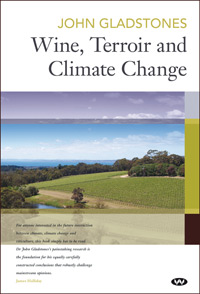 JOHN GLADSTONES
Wine, Terroir and
Climate Change
For anyone interested in the future interaction
between climate, climate change and
viticulture, this book simply has to be read.
Dr John Gladstones's painstaking research is
the foundation for his equally carefully
constructed conclusions that robustly challenge
mainstream opinions.
James Halliday
W